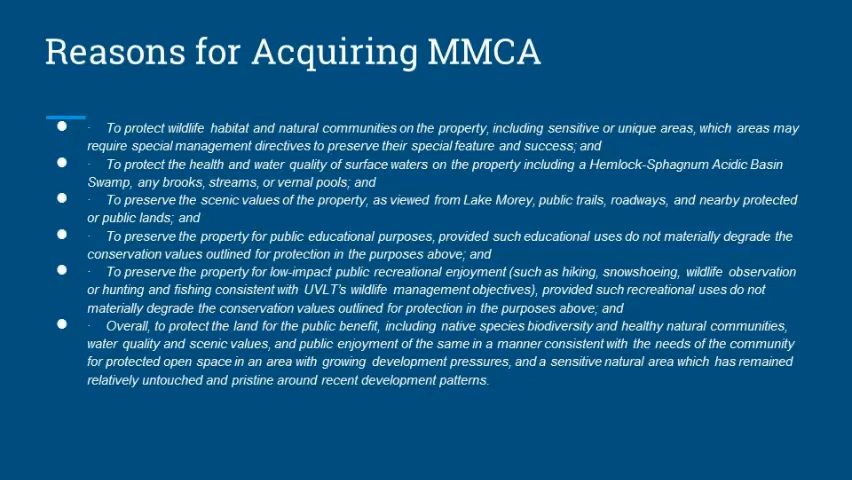 Reasons for Acquiring MMCA
● · To protect wildlife habitat and natural communities on the property, including sensitive or unique areas, which areas may
require special management directives to preserve their special feature and success; and
● · To protect the health and water quality of surface waters on the property including a Hemlock-Sphagnum Acidic Basin
Swamp, any brooks, streams, or vernal pools; and
● · To preserve the scenic values of the property, as viewed from Lake Morey, public trails, roadways, and nearby protected
or public lands; and
● · To preserve the property for public educational purposes, provided such educational uses do not materially degrade the
conservation values outlined for protection in the purposes above; and
● · To preserve the property for low-impact public recreational enjoyment (such as hiking, snowshoeing, wildlife observation
or hunting and fishing consistent with UVLT's wildlife management objectives), provided such recreational uses do not
materially degrade the conservation values outlined for protection in the purposes above; and
● · Overall, to protect the land for the public benefit, including native species biodiversity and healthy natural communities,
water quality and scenic values, and public enjoyment of the same in a manner consistent with the needs of the community
for protected open space in an area with growing development pressures, and a sensitive natural area which has remained
relatively untouched and pristine around recent development patterns.